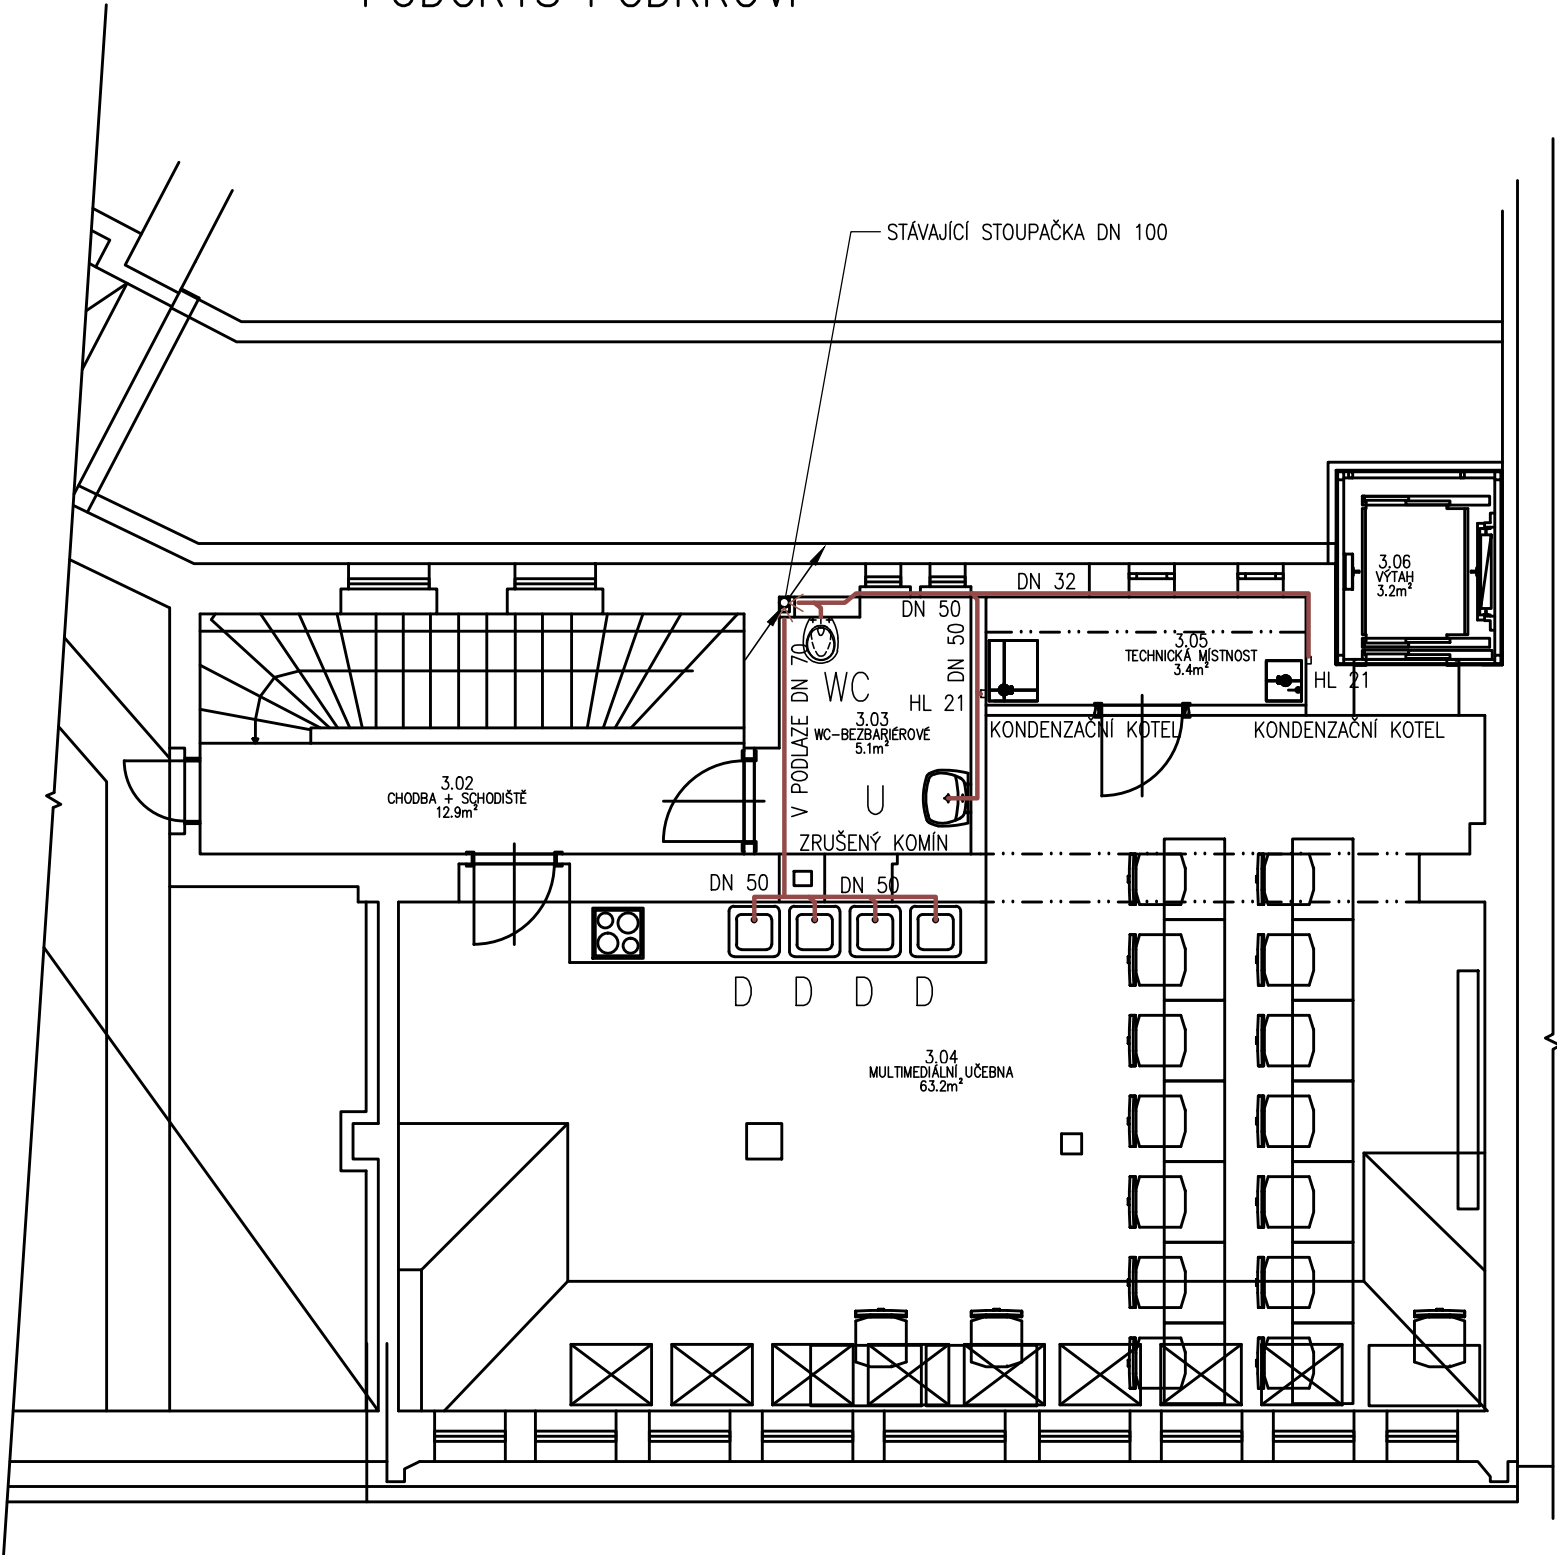 PŮDORYS PODKROVÍ
STÁVAJÍCÍ STOUPAČKA DN 100
3.06
VÝTAH
3.2m²
DN 32
DN 50
DN 50
V PODLAZE DN 70
WC
HL 21
3.03
WC-BEZBARIÉROVÉ
5.1m²
U
ZRUŠENÝ KOMÍN
3.05
TECHNICKÁ MÍSTNOST
3.4m²
HL 21
KONDENZAČNÍ KOTEL
KONDENZAČNÍ KOTEL
3.02
CHODBA + SCHODIŠTĚ
12.9m²
DN 50
DN 50
D D D D
3.04
MULTIMEDIÁLNÍ UČEBNA
63.2m²